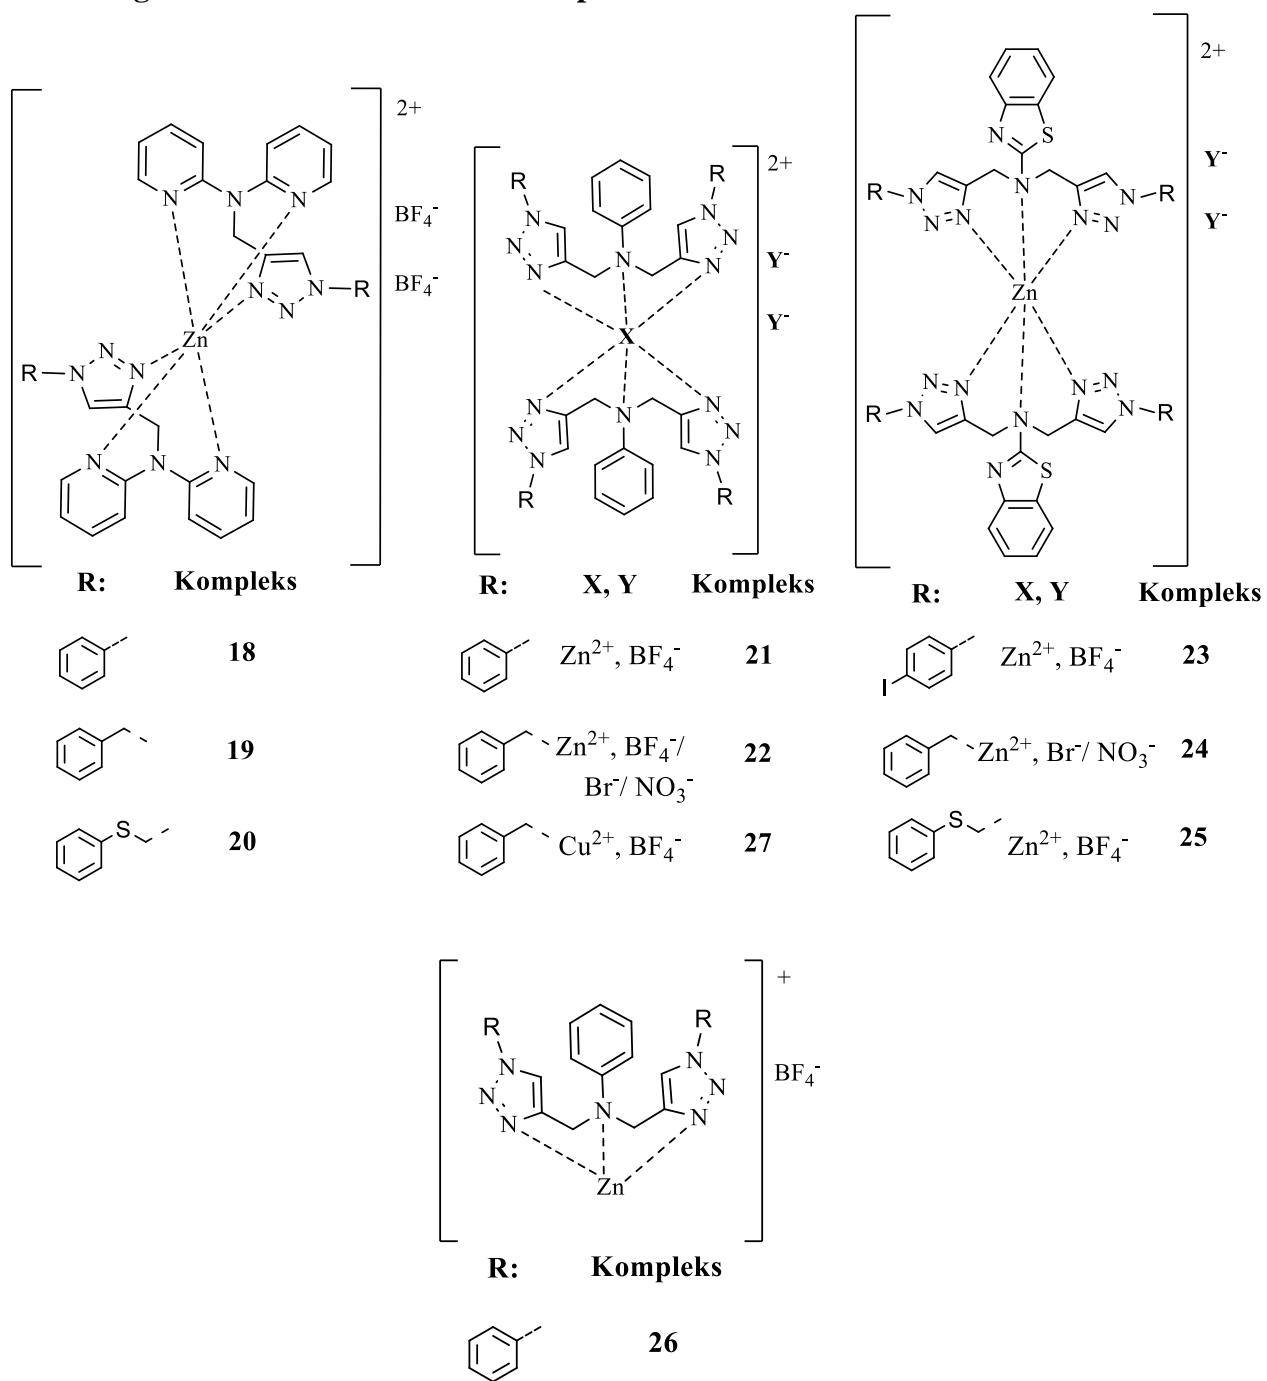 2+
BF4-
BF4-
N N N
N N N R
Zn
R N N N
N N N
R: Kompleks
18
19
S 20
2+
Y-
Y-
R R
N N
N N
N N N
X
N N N
N N
N N
R R
R: X, Y Kompleks
Zn2+, BF4- 21
Zn2+, BF4-/ 22
Br-/ NO3-
Cu2+, BF4- 27
2+
Y-
Y-
N S
R N N N R
N N N N
Zn
N N N N
R N N N R
N S
R: X, Y Kompleks
I Zn2+, BF4- 23
Zn2+, Br-/ NO3- 24
S Zn2+, BF4- 25
+
BF4-
R R
N N
N N
N N N
Zn
R: Kompleks
26